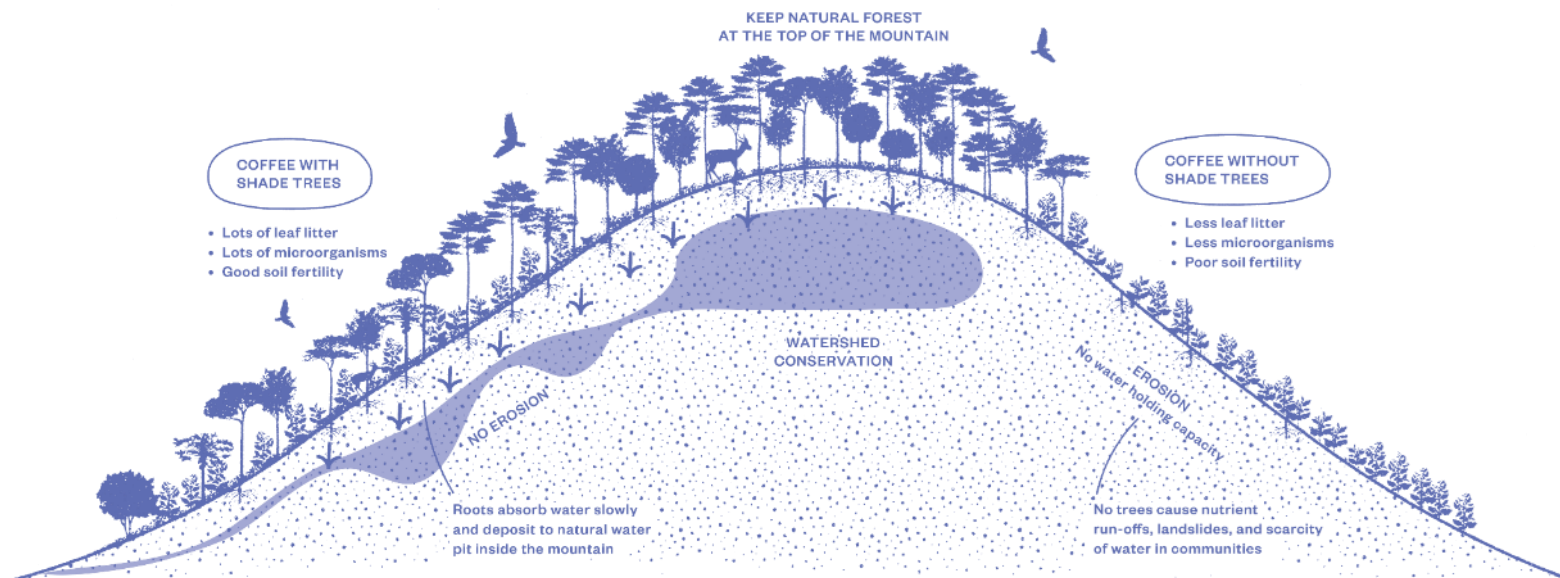 KEEP NATURAL FOREST
AT THE TOP OF THE MOUNTAIN
COFFEE WITH
SHADE TREES
• Lots of leaf litter
• Lots of microorganisms
• Good soil fertility
COFFEE WITHOUT
SHADE TREES
• Less leaf litter
• Less microorganisms
• Poor soil fertility
WATERSHED
CONSERVATION
NO EROSION
EROSION
No water holding capacity
Roots absorb water slowly
and deposit to natural water
pit inside the mountain
No trees cause nutrient
run-offs, landslides, and scarcity
of water in communities